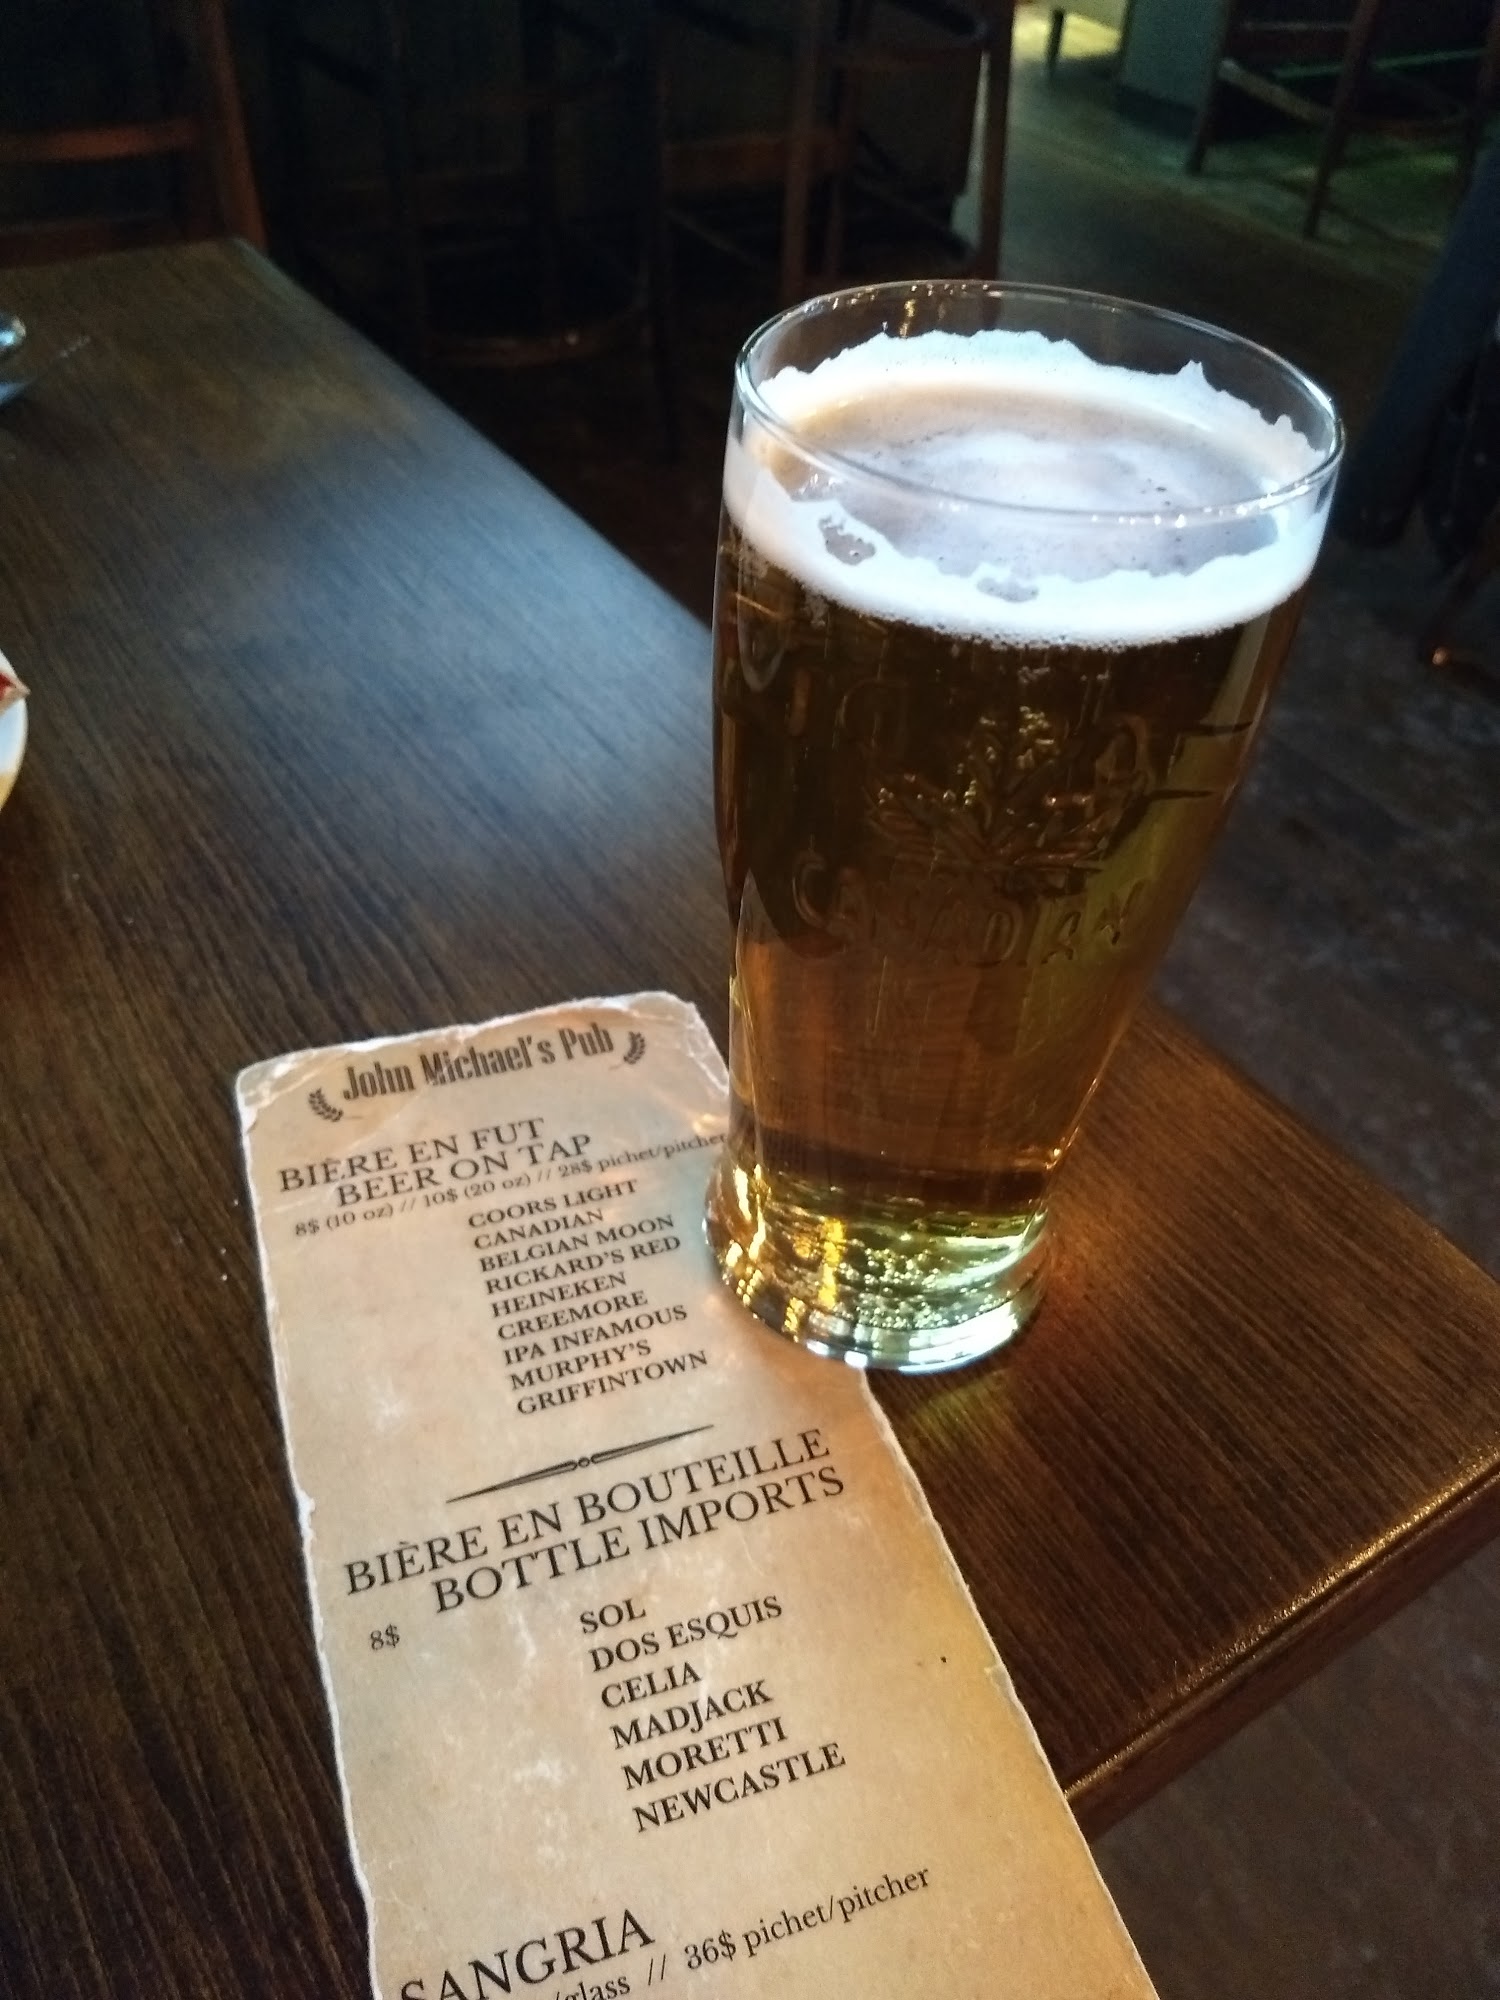 CANADIAN
John Michael's Pub
BIÈRE EN FUT
BEER ON TAP
8$ (10 oz) // 10$ (20 oz) // 28$ pichet/pitcher
COORS LIGHT
CANADIAN
BELGIAN MOON
RICKARD'S RED
HEINEKEN
CREEMORE
IPA INFAMOUS
MURPHY'S
GRIFFINTOWN
BIÈRE EN BOUTEILLE
BOTTLE IMPORTS
8$
SOL
DOS ESQUIS
CELIA
MADJACK
MORETTI
NEWCASTLE
SANGRIA
/glass // 36$ pichet/pitcher